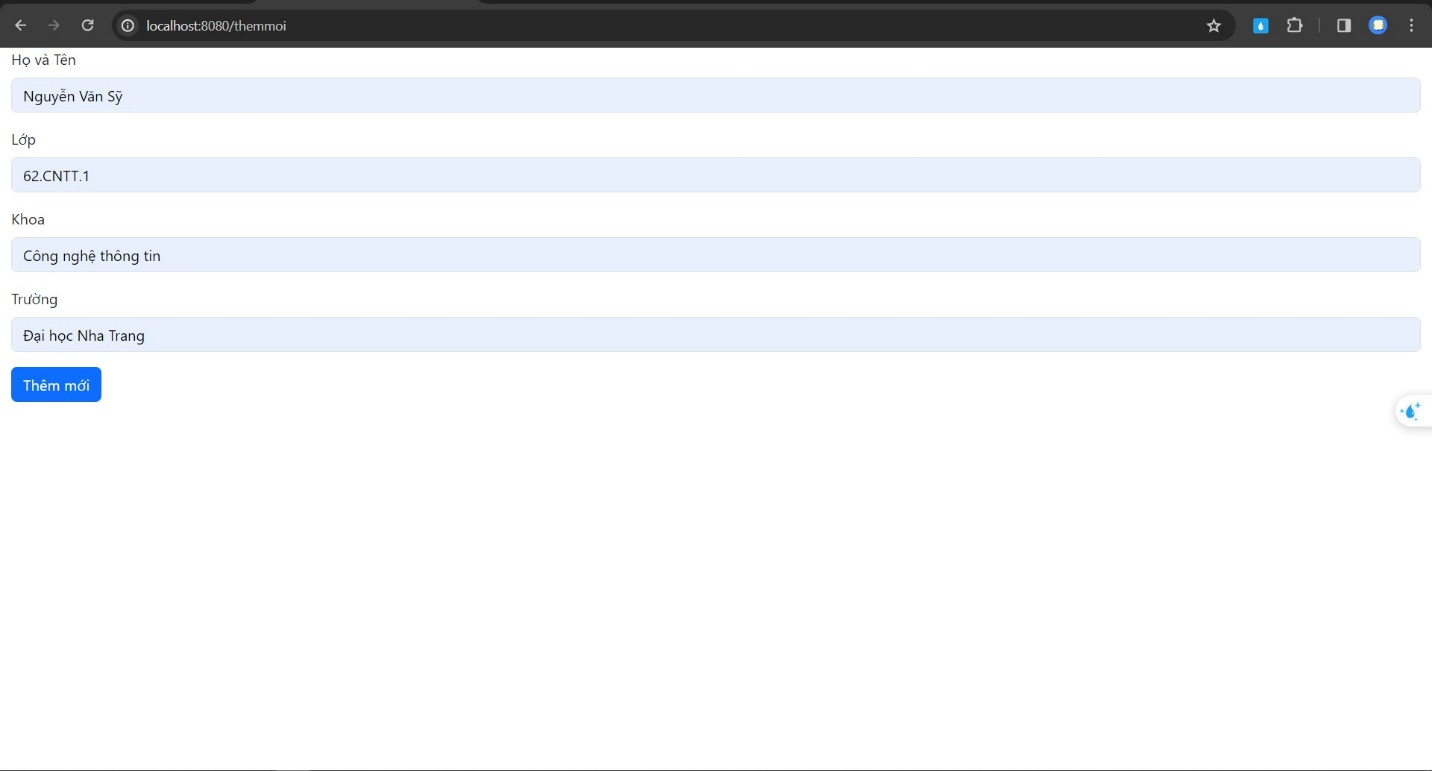 localhost:8080/themmoi
Họ và Tên
Nguyễn Văn Sỹ
Lớp
62.CNTT.1
Khoa
Công nghệ thông tin
Trường
Đại học Nha Trang
Thêm mới